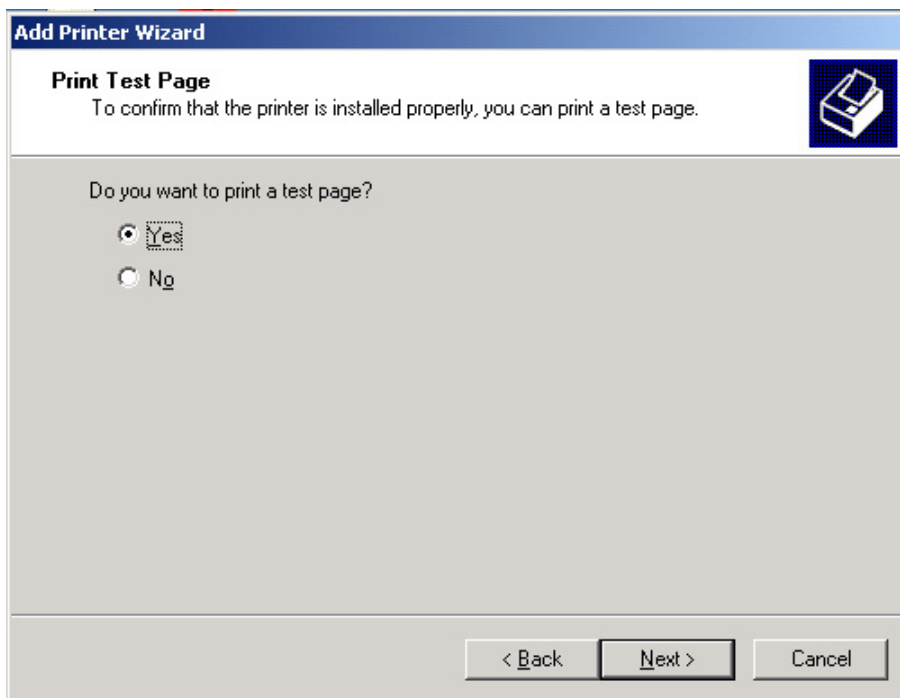 Add Printer Wizard
Print Test Page
To confirm that the printer is installed properly, you can print a test page.
Do you want to print a test page?
Yes
No
< Back Next > Cancel